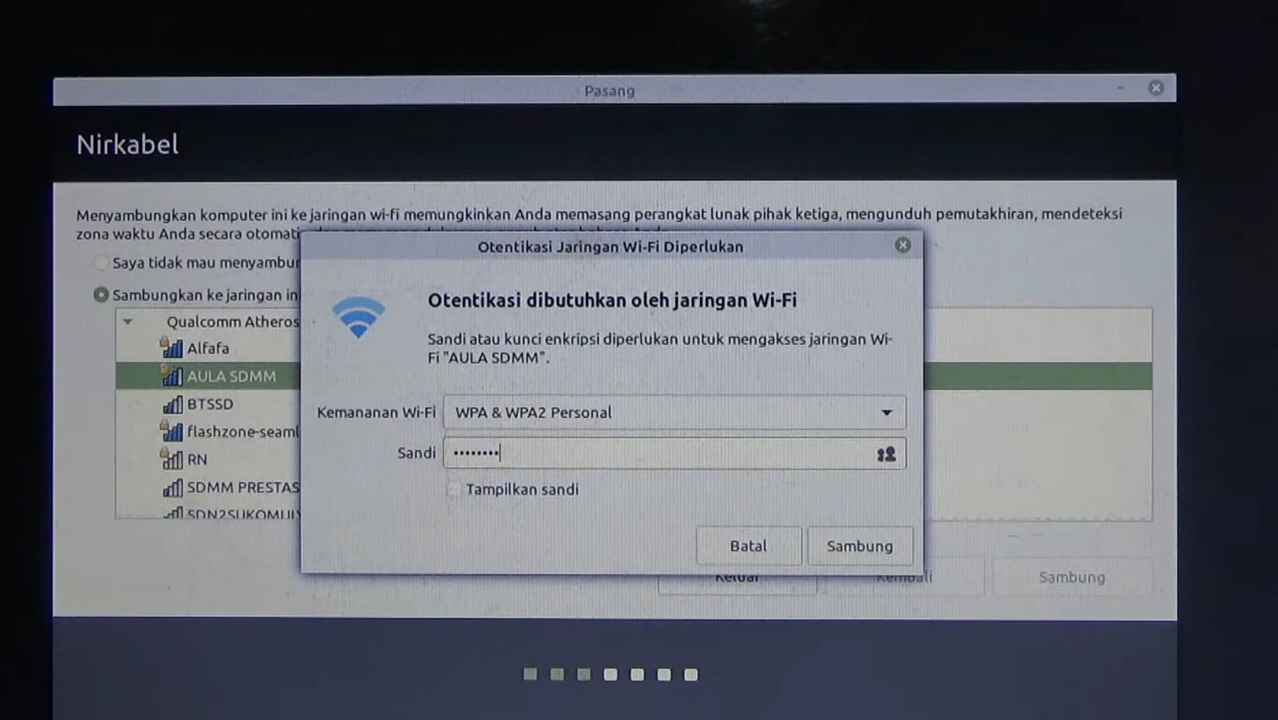 Pasang
Nirkabel
Menyambungkan komputer ini ke jaringan wi-fi memungkinkan Anda memasang perangkat lunak pihak ketiga, mengunduh pemutakhiran, mendeteksi
zona waktu Anda secara otomati
Saya tidak mau menyambun
Sambungkan ke jaringan in
Qualcomm Atheros
Alfafa
AULA SDMM
BTSSD
flashzone-seaml
RN
SDMM PRESTAS
SDN2SUKOMULY
Otentikasi Jaringan Wi-Fi Diperlukan
Otentikasi dibutuhkan oleh jaringan Wi-Fi
Sandi atau kunci enkripsi diperlukan untuk mengakses jaringan Wi-
Fi "AULA SDMM".
Kemananan Wi-Fi
WPA & WPA2 Personal
Sandi
••••••••
Tampilkan sandi
Batal
Sambung
Keluar
Kembali
Sambung